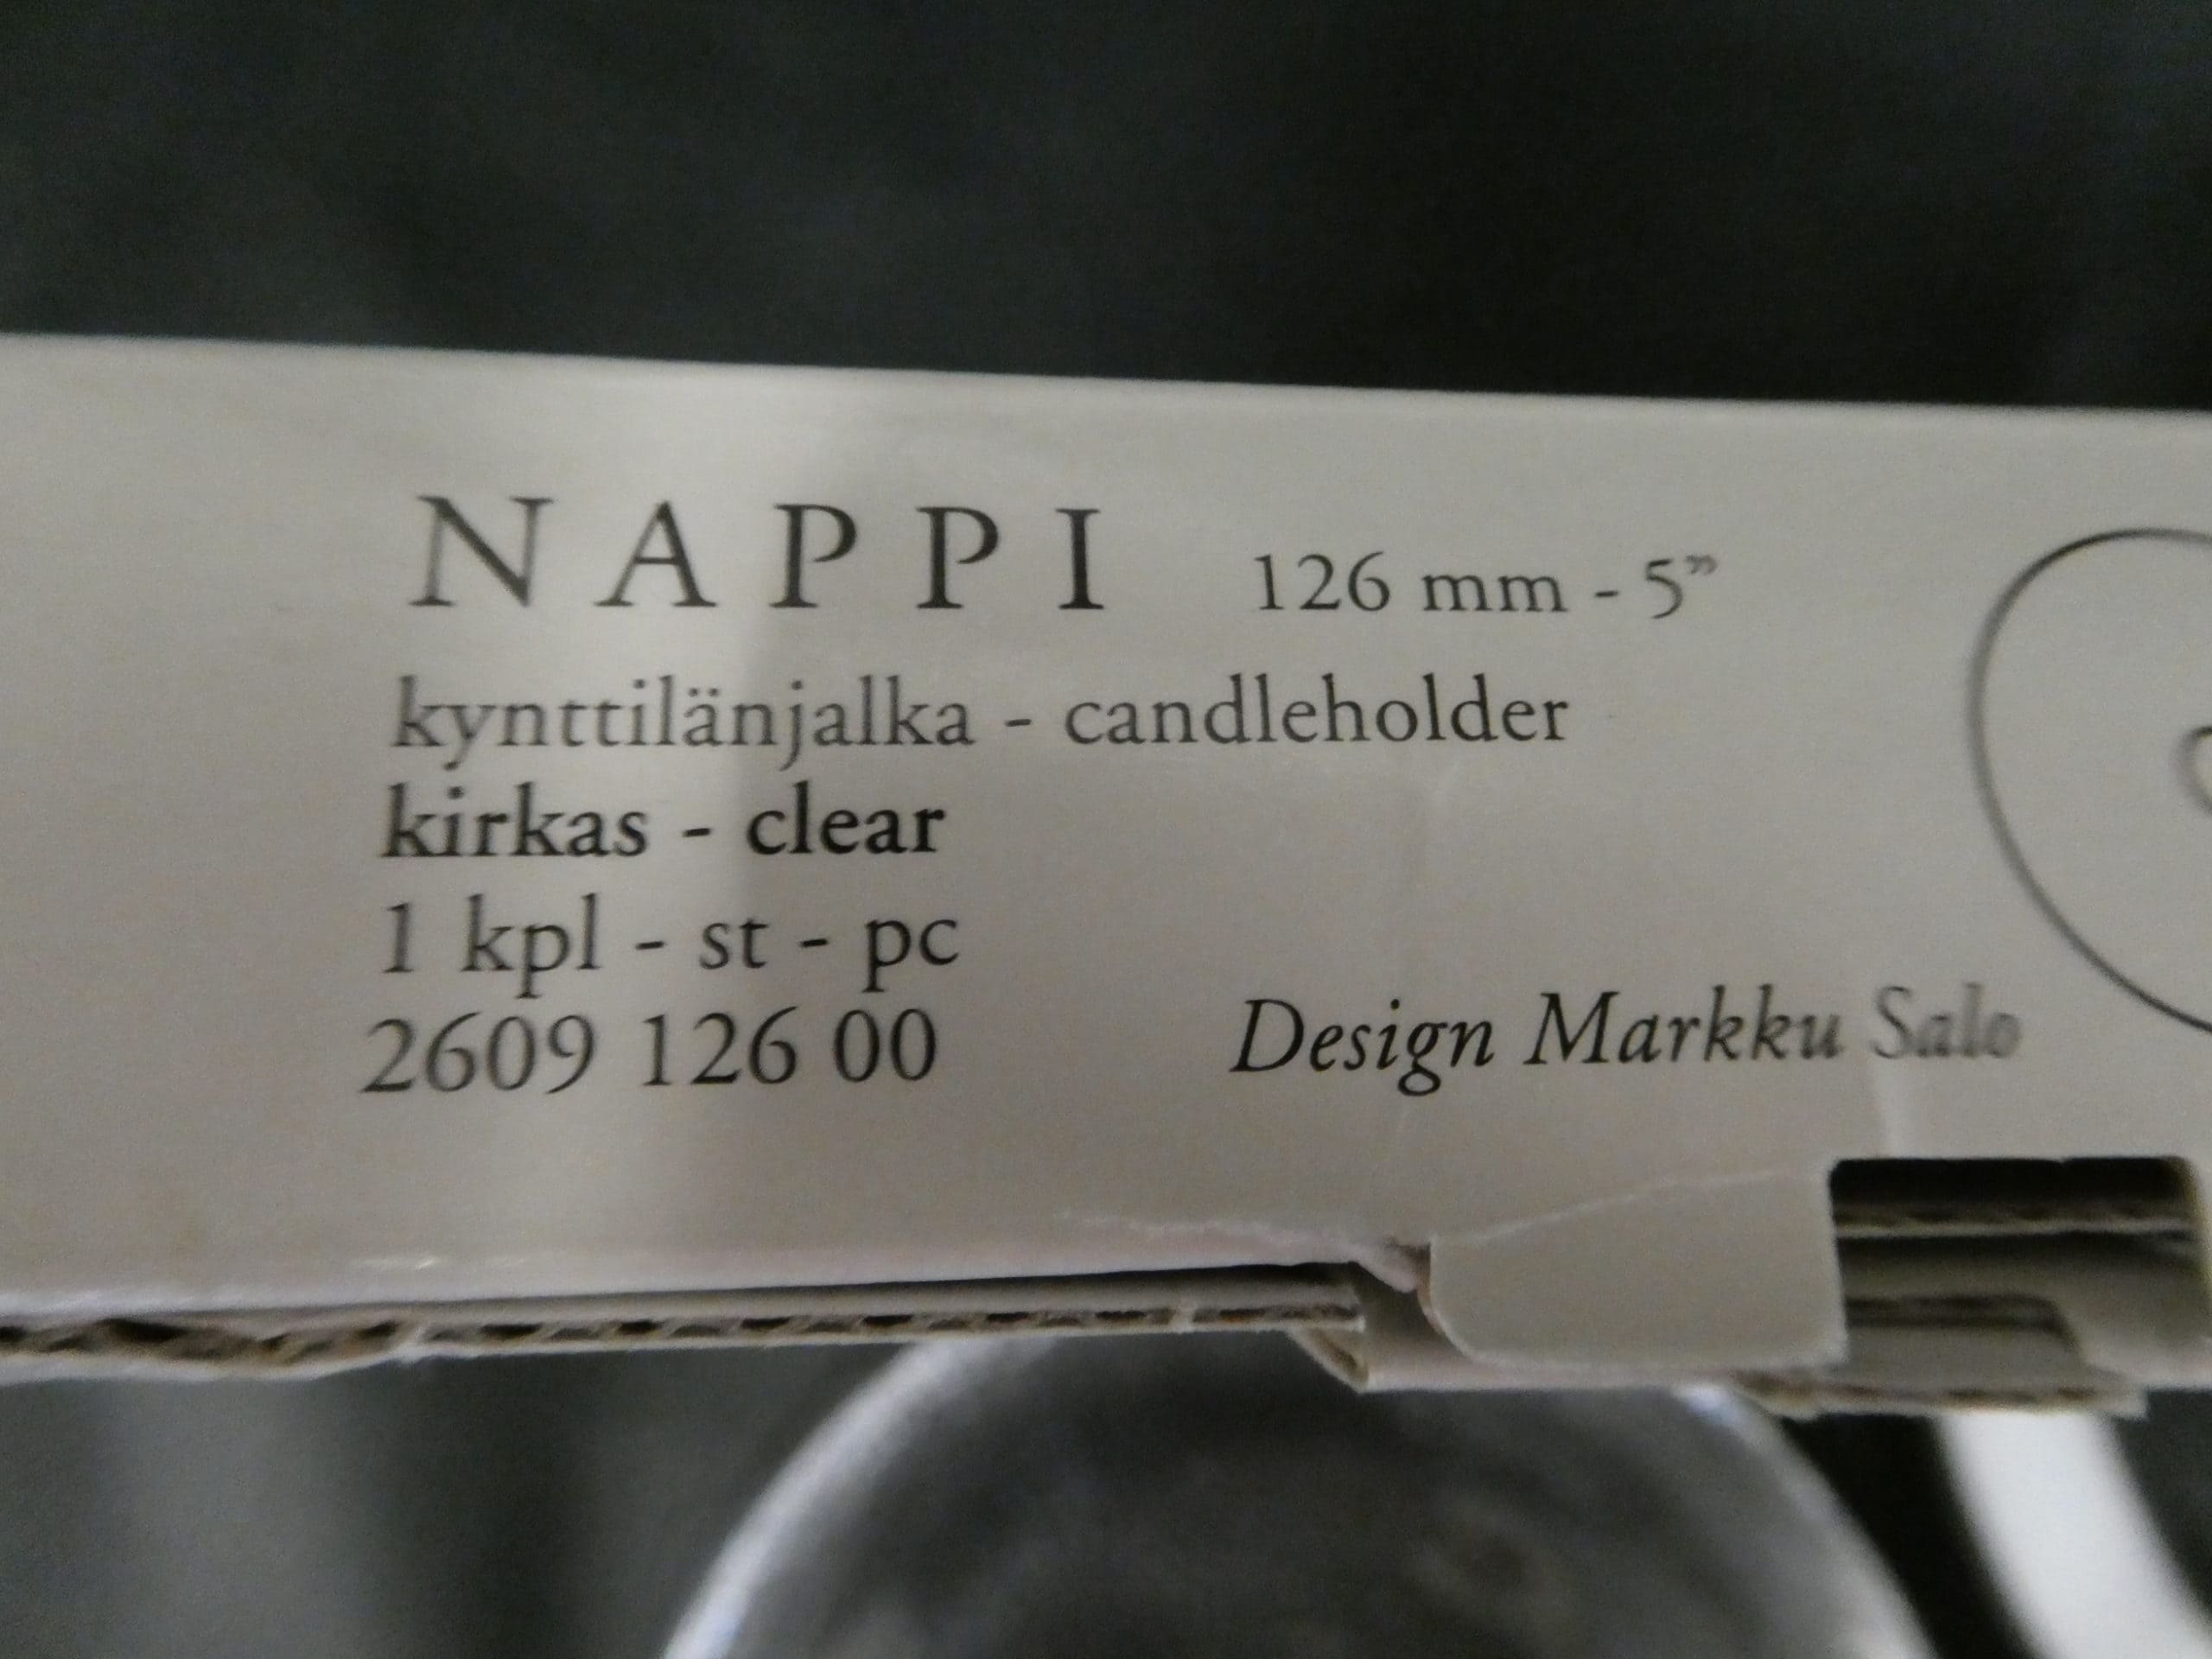 NAPPI 126 mm - 5”
kynttilänjalka - candleholder
kirkas - clear
1 kpl - st - pc
2609 126 00
Design Markku Salo